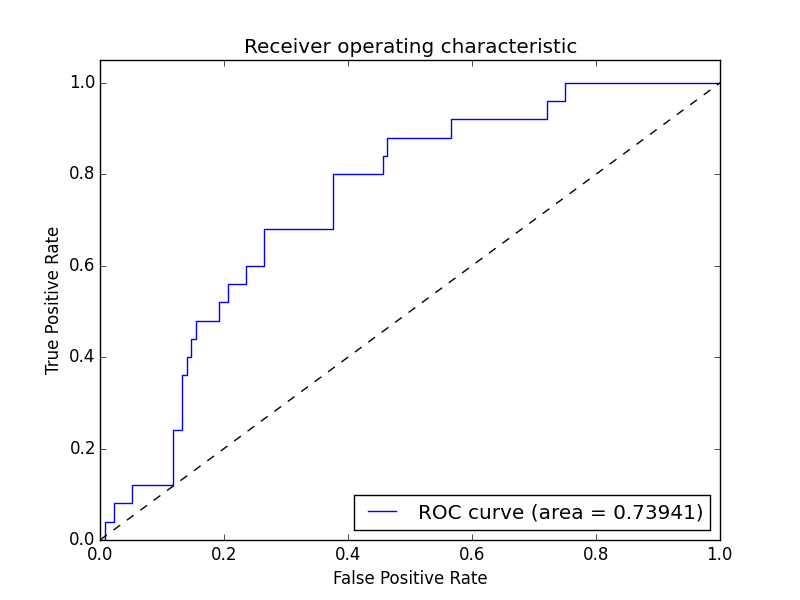 Receiver operating characteristic
1.0
0.8
0.6
0.4
0.2
0.0
True Positive Rate
ROC curve (area = 0.73941)
0.0 0.2 0.4 0.6 0.8 1.0
False Positive Rate